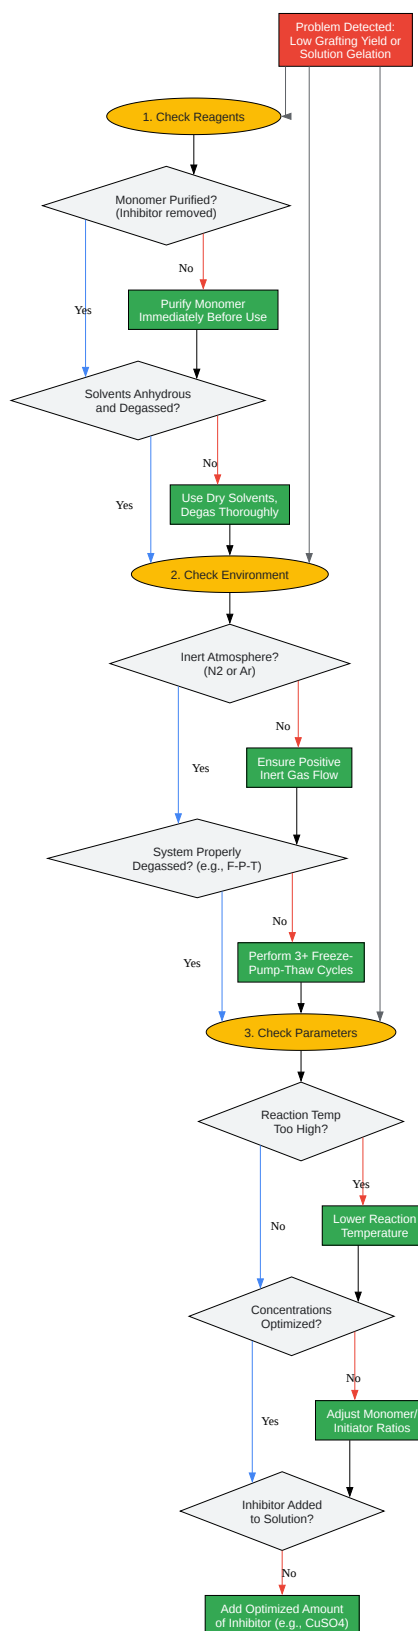 Problem Detected:
Low Grafting Yield or
Solution Gelation
1. Check Reagents
Monomer Purified?
(Inhibitor removed)
No
Yes
Purify Monomer
Immediately Before Use
Solvents Anhydrous
and Degassed?
No
Yes
Use Dry Solvents,
Degas Thoroughly
2. Check Environment
Inert Atmosphere?
(N2 or Ar)
No
Yes
Ensure Positive
Inert Gas Flow
System Properly
Degassed? (e.g., F-P-T)
No
Yes
Perform 3+ Freeze-
Pump-Thaw Cycles
3. Check Parameters
Reaction Temp
Too High?
Yes
No
Lower Reaction
Temperature
Concentrations
Optimized?
No
Yes
Adjust Monomer/
Initiator Ratios
Inhibitor Added
to Solution?
No
Add Optimized Amount
of Inhibitor (e.g., CuSO4)